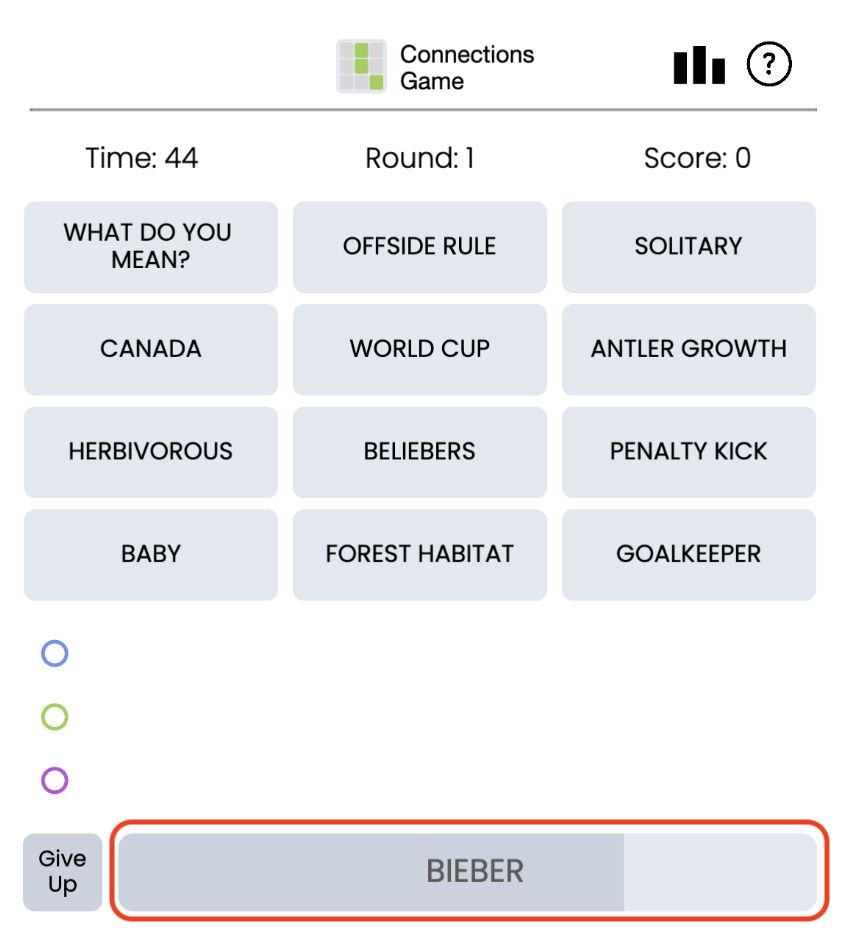 Connections
Game
?
Time: 44
Round: 1
Score: 0
WHAT DO YOU
MEAN?
OFFSIDE RULE
SOLITARY
CANADA
WORLD CUP
ANTLER GROWTH
HERBIVOROUS
BELIEBERS
PENALTY KICK
BABY
FOREST HABITAT
GOALKEEPER
Give
Up
BIEBER